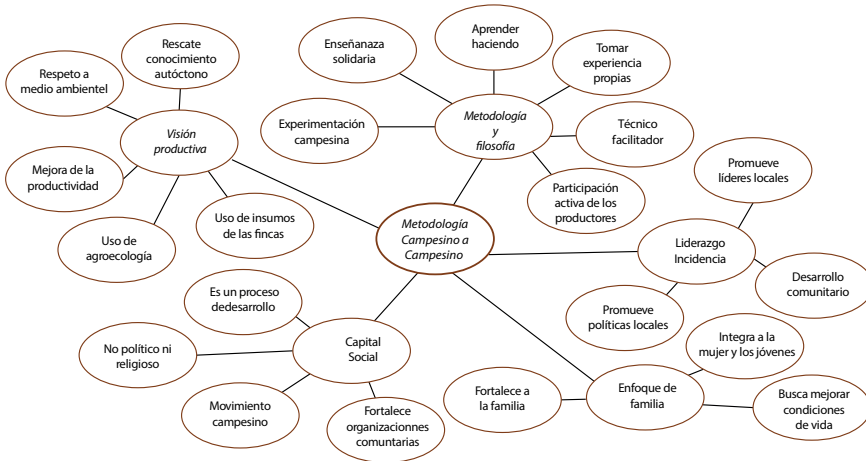 Rescate
conocimiento
autóctono
Respeto a
medio ambientel
Visión
productiva
Mejora de la
productividad
Uso de
agroecología
Uso de insumos
de las fincas
Enseñanaza
solidaria
Aprender
haciendo
Tomar
experiencia
propias
Experimentación
campesina
Metodología
y
filosofía
Técnico
facilitador
Participación
activa de los
productores
Metodología
Campesino a
Campesino
Promueve
líderes locales
Liderazgo
Incidencia
Desarrollo
comunitario
Promueve
políticas locales
Es un proceso
dedesarrollo
No político ni
religioso
Capital
Social
Movimiento
campesino
Fortalece
organizacionnes
comuntarias
Integra a la
mujer y los jóvenes
Fortalece a
la familia
Enfoque de
familia
Busca mejorar
condiciones
de vida